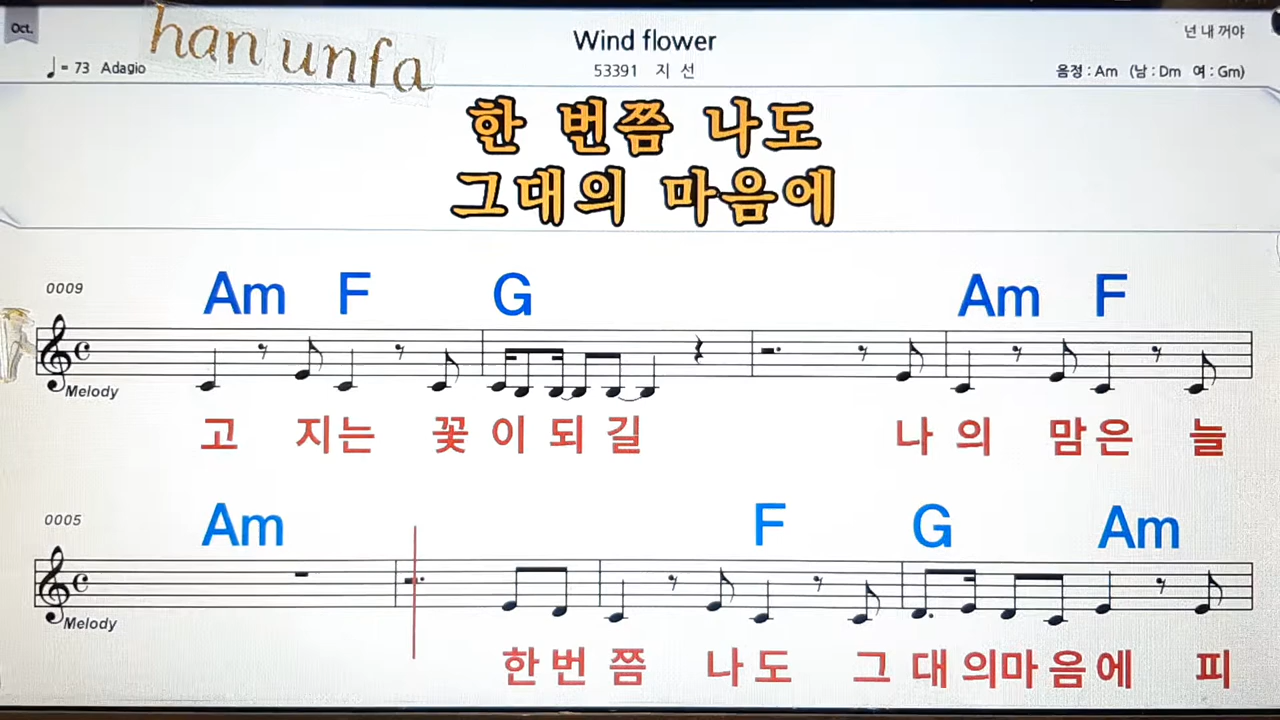 Oct.
han unfa
Wind flower
넌 내 꺼야
♩= 73 Adagio
53391 지 선
음정 : Am (남 : Dm 여 : Gm)
한 번쯤 나도
그대의 마음에
0009
Am F G Am F
Melody
고 지는 꽃 이 되 길 나 의 맘 은 늘
0005
Am F G Am
Melody
한 번 쯤 나 도 그 대 의 마 음 에 피